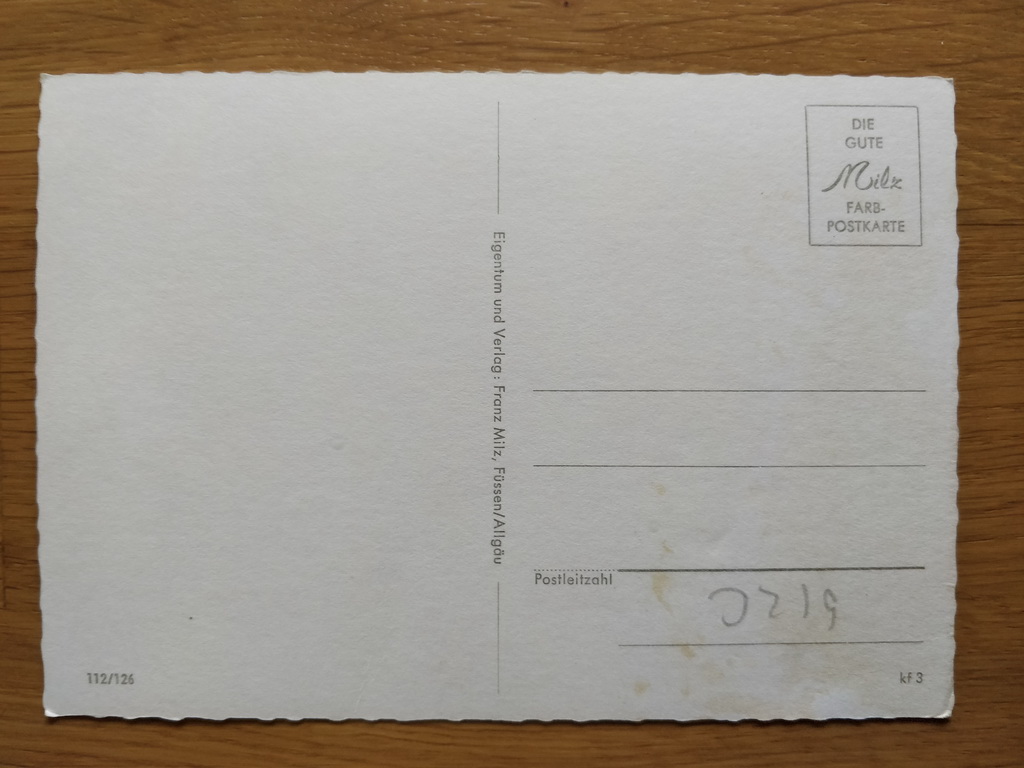 DIE
GUTE
Milz
FARB-
POSTKARTE
Eigentum und Verlag: Franz Milz, Füssen/Allgäu
Postleitzahl
112/126
kf 3